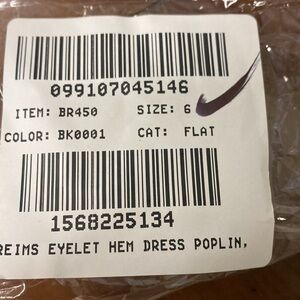 099107045146
ITEM: BR450 SIZE: 6
COLOR: BK0001 CAT: FLAT
1568225134
REIMS EYELET HEM DRESS POPLIN,